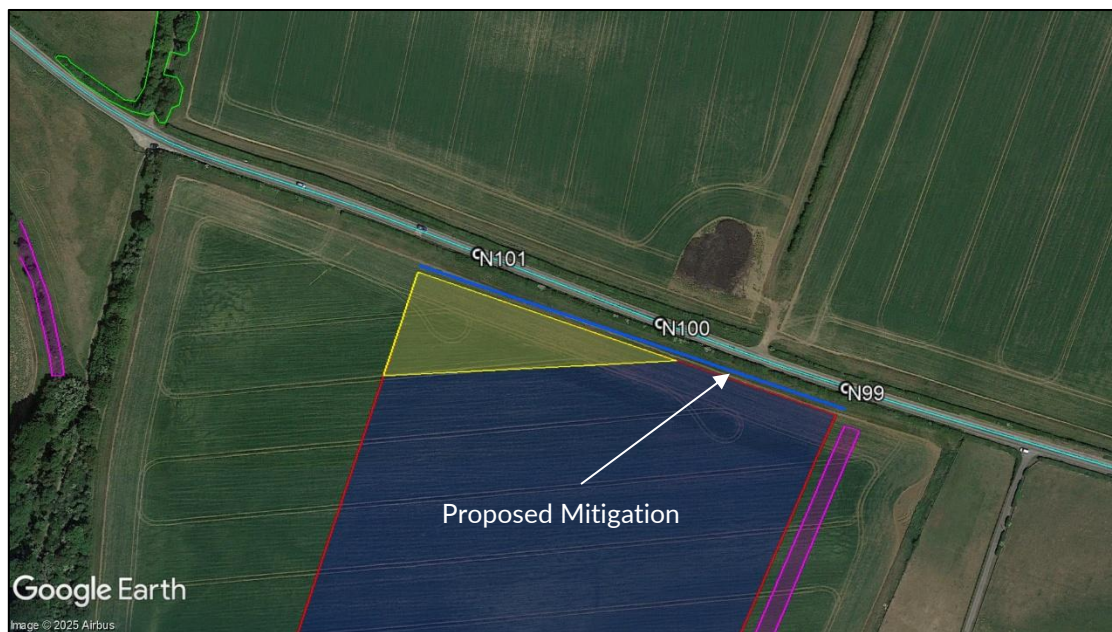 N101
N100
N99
Proposed Mitigation
Google Earth
Image © 2025 Airbus